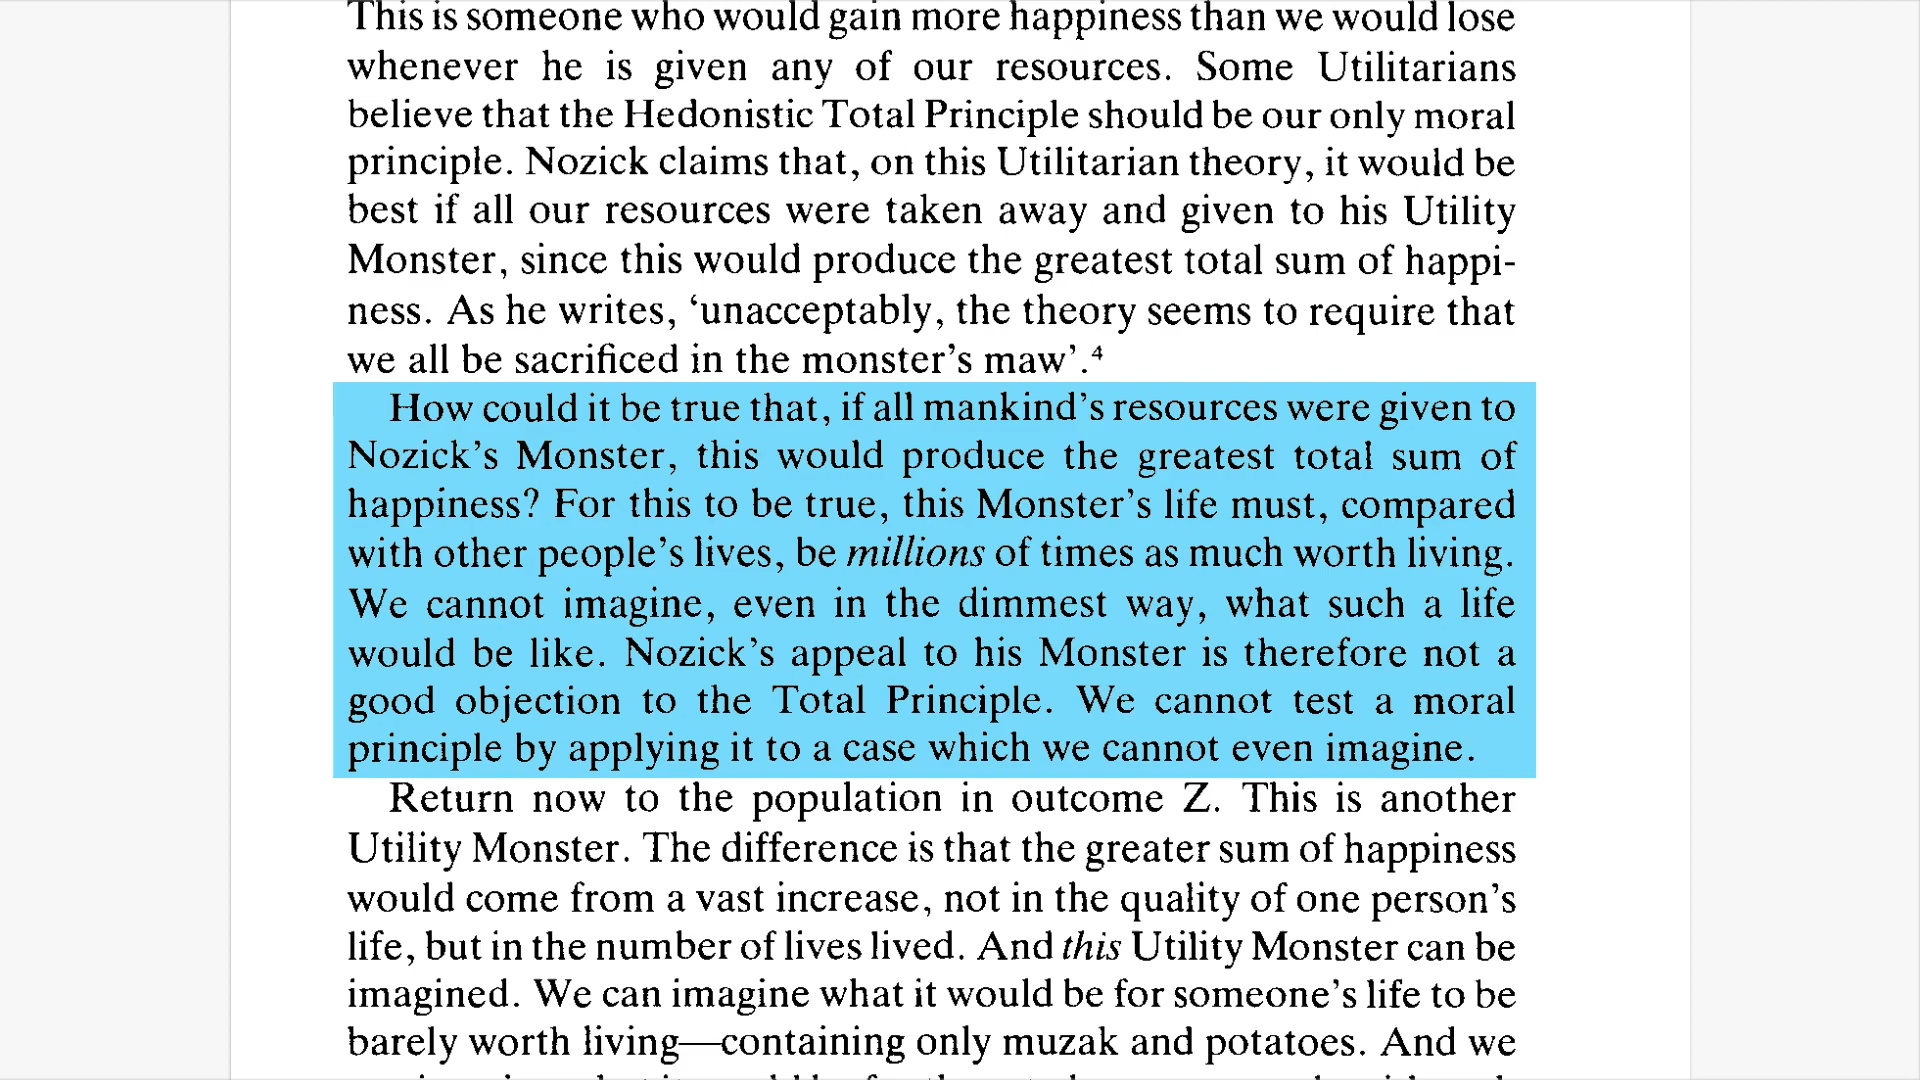 This is someone who would gain more happiness than we would lose
whenever he is given any of our resources. Some Utilitarians
believe that the Hedonistic Total Principle should be our only moral
principle. Nozick claims that, on this Utilitarian theory, it would be
best if all our resources were taken away and given to his Utility
Monster, since this would produce the greatest total sum of happi-
ness. As he writes, ‘unacceptably, the theory seems to require that
we all be sacrificed in the monster’s maw’.⁴
How could it be true that, if all mankind’s resources were given to
Nozick’s Monster, this would produce the greatest total sum of
happiness? For this to be true, this Monster’s life must, compared
with other people’s lives, be millions of times as much worth living.
We cannot imagine, even in the dimmest way, what such a life
would be like. Nozick’s appeal to his Monster is therefore not a
good objection to the Total Principle. We cannot test a moral
principle by applying it to a case which we cannot even imagine.
Return now to the population in outcome Z. This is another
Utility Monster. The difference is that the greater sum of happiness
would come from a vast increase, not in the quality of one person’s
life, but in the number of lives lived. And this Utility Monster can be
imagined. We can imagine what it would be for someone’s life to be
barely worth living—containing only muzak and potatoes. And we